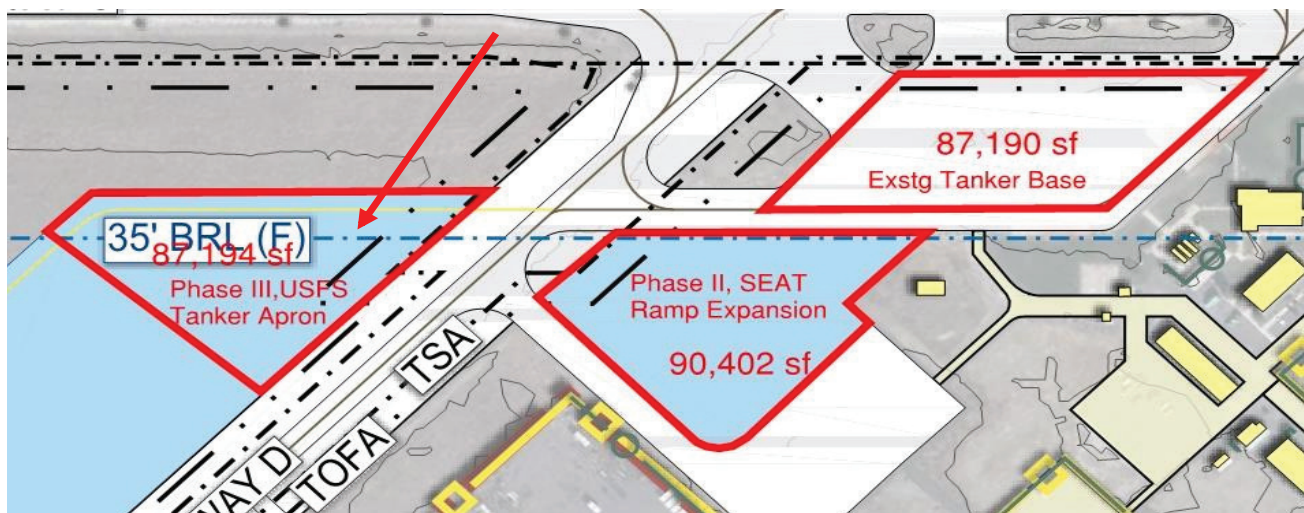 87,190 sf
Exstg Tanker Base
35' BRL (F)
87,194 sf
Phase III,USFS
Tanker Apron
Phase II, SEAT
Ramp Expansion
90,402 sf
TSA
TOFA
WAY D